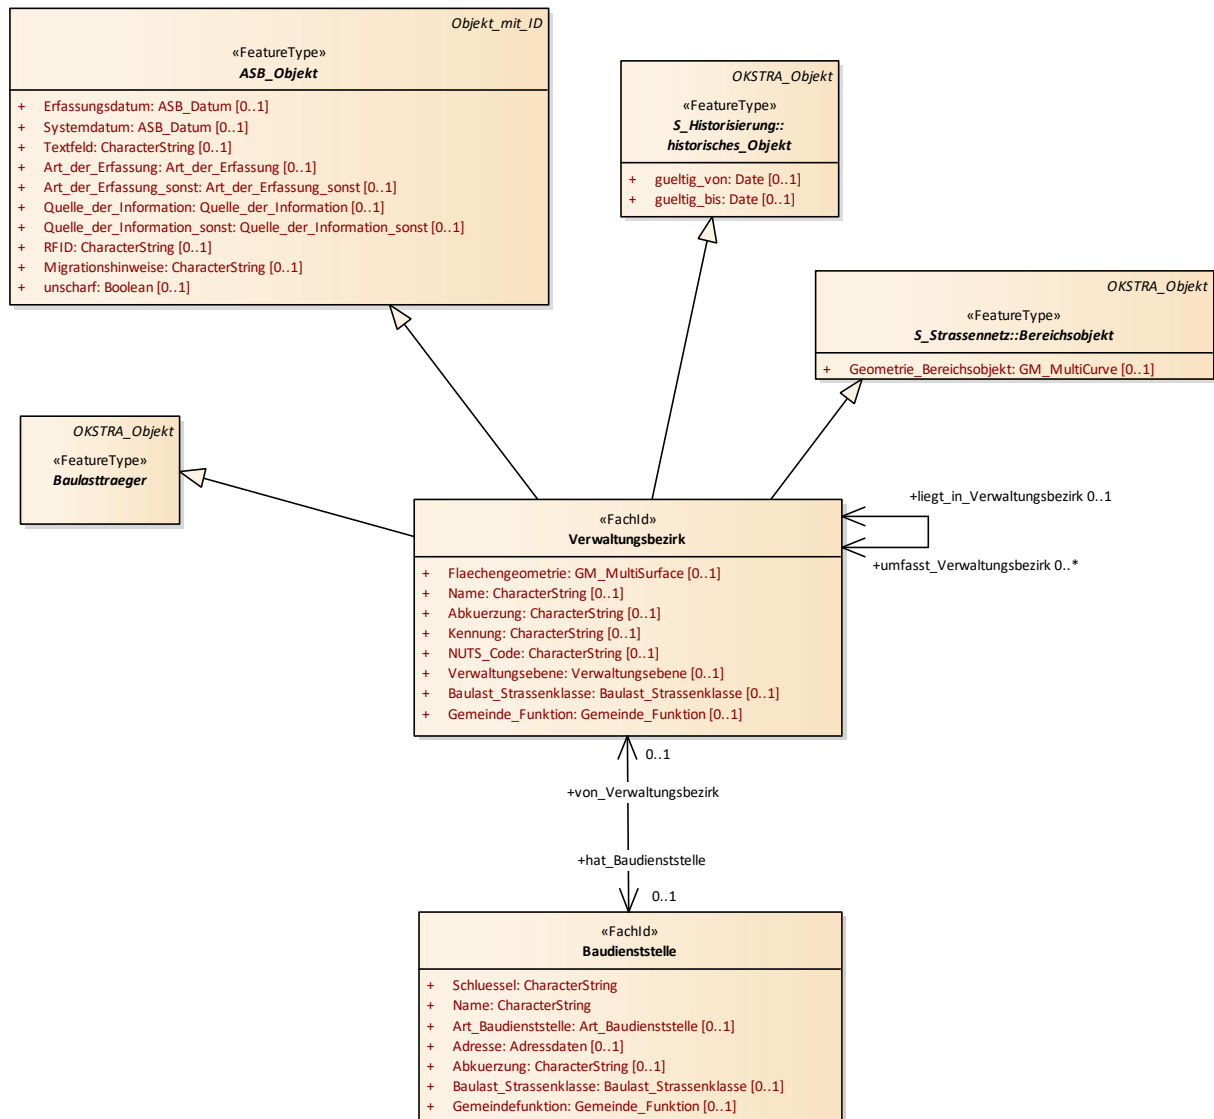 Objekt_mit_ID
«FeatureType»
ASB_Objekt
+ Erfassungsdatum: ASB_Datum [0..1]
+ Systemdatum: ASB_Datum [0..1]
+ Textfeld: CharacterString [0..1]
+ Art_der_Erfassung: Art_der_Erfassung [0..1]
+ Art_der_Erfassung_sonst: Art_der_Erfassung_sonst [0..1]
+ Quelle_der_Information: Quelle_der_Information [0..1]
+ Quelle_der_Information_sonst: Quelle_der_Information_sonst [0..1]
+ RFID: CharacterString [0..1]
+ Migrationshinweise: CharacterString [0..1]
+ unscharf: Boolean [0..1]
OKSTRA_Objekt
«FeatureType»
S_Historisierung::
historisches_Objekt
+ gueltig_von: Date [0..1]
+ gueltig_bis: Date [0..1]
OKSTRA_Objekt
«FeatureType»
S_Strassennetz::Bereichsobjekt
+ Geometrie_Bereichsobjekt: GM_MultiCurve [0..1]
OKSTRA_Objekt
«FeatureType»
Baulasttraeger
«FachId»
Verwaltungsbezirk
+ Flaechengeometrie: GM_MultiSurface [0..1]
+ Name: CharacterString [0..1]
+ Abkuerzung: CharacterString [0..1]
+ Kennung: CharacterString [0..1]
+ NUTS_Code: CharacterString [0..1]
+ Verwaltungsebene: Verwaltungsebene [0..1]
+ Baulast_Strassenklasse: Baulast_Strassenklasse [0..1]
+ Gemeinde_Funktion: Gemeinde_Funktion [0..1]
+liegt_in_Verwaltungsbezirk 0..1
+umfasst_Verwaltungsbezirk 0..*
0..1
+von_Verwaltungsbezirk
+hat_Baudienststelle
0..1
«FachId»
Baudienststelle
+ Schluessel: CharacterString
+ Name: CharacterString
+ Art_Baudienststelle: Art_Baudienststelle [0..1]
+ Adresse: Adressdaten [0..1]
+ Abkuerzung: CharacterString [0..1]
+ Baulast_Strassenklasse: Baulast_Strassenklasse [0..1]
+ Gemeindefunktion: Gemeinde_Funktion [0..1]